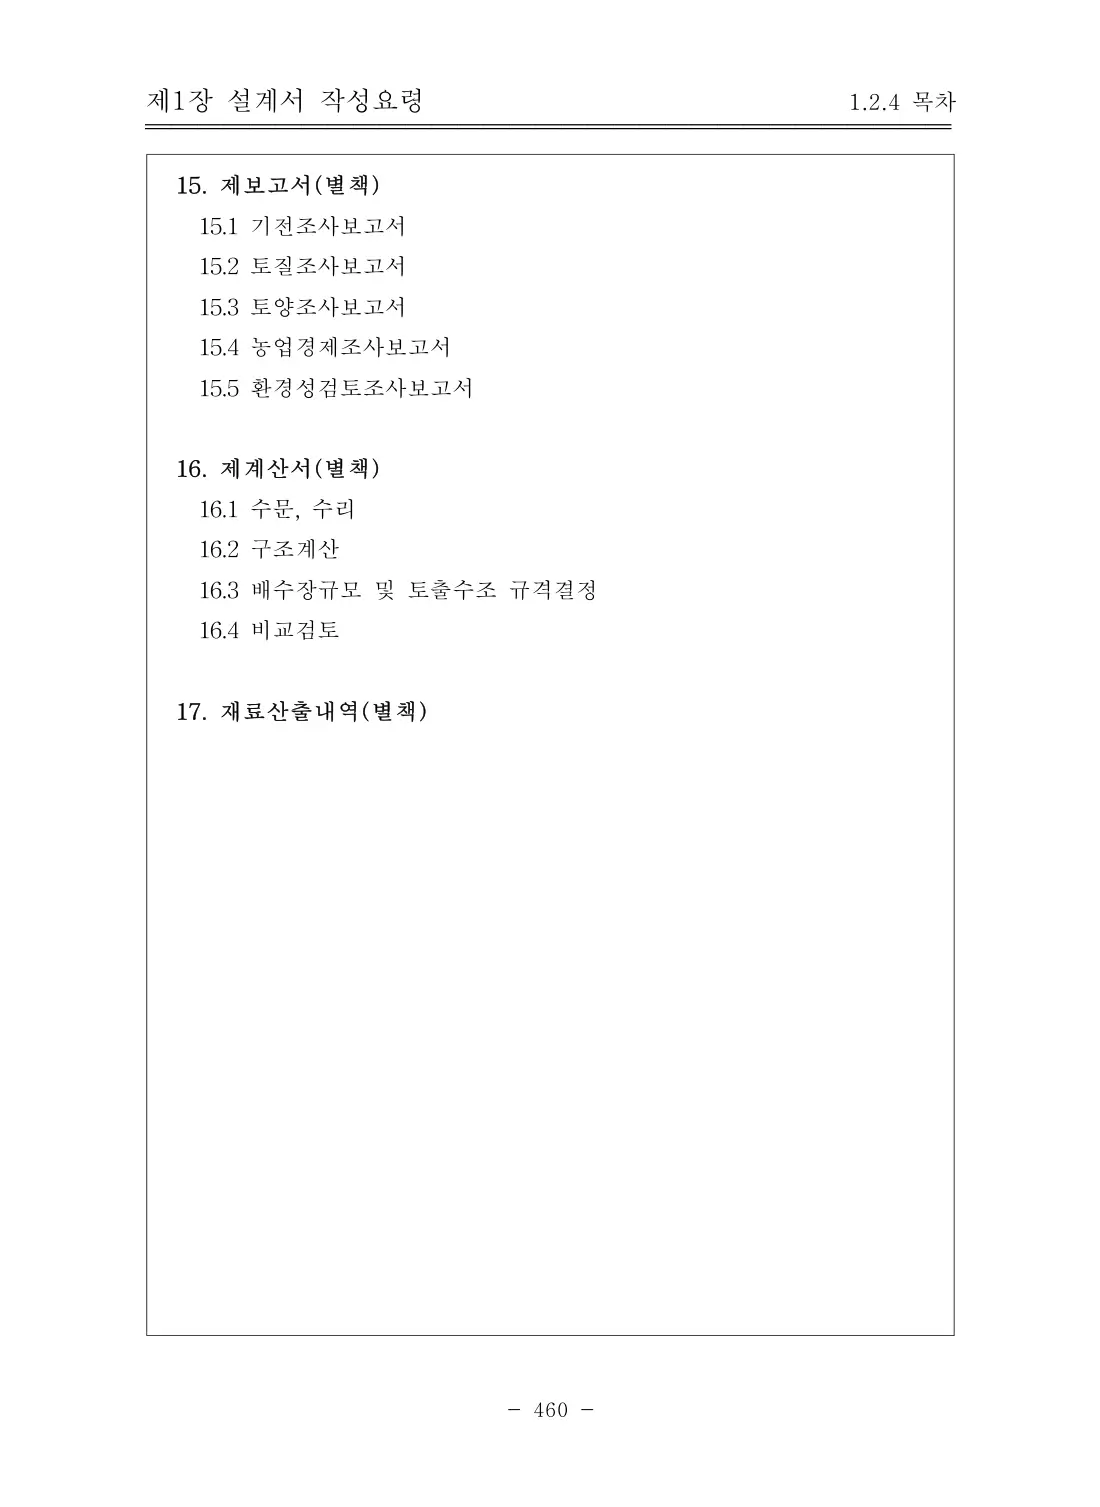 제1장 설계서 작성요령
1.2.4 목차
15. 제보고서(별책)
15.1 기전조사보고서
15.2 토질조사보고서
15.3 토양조사보고서
15.4 농업경제조사보고서
15.5 환경성검토조사보고서
16. 제계산서(별책)
16.1 수문, 수리
16.2 구조계산
16.3 배수장규모 및 토출수조 규격결정
16.4 비교검토
17. 재료산출내역(별책)
- 460 -